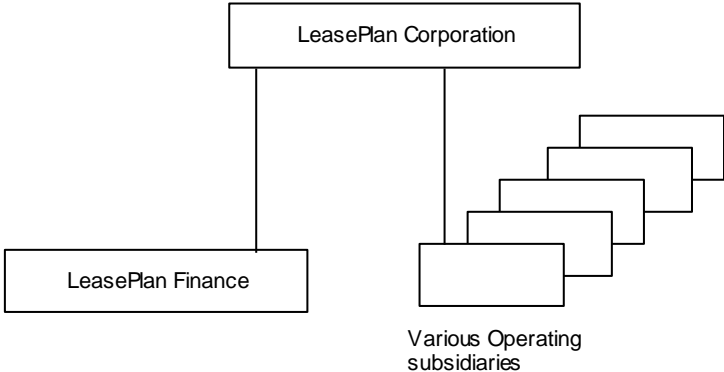 LeasePlan Corporation
LeasePlan Finance
Various Operating
subsidiaries